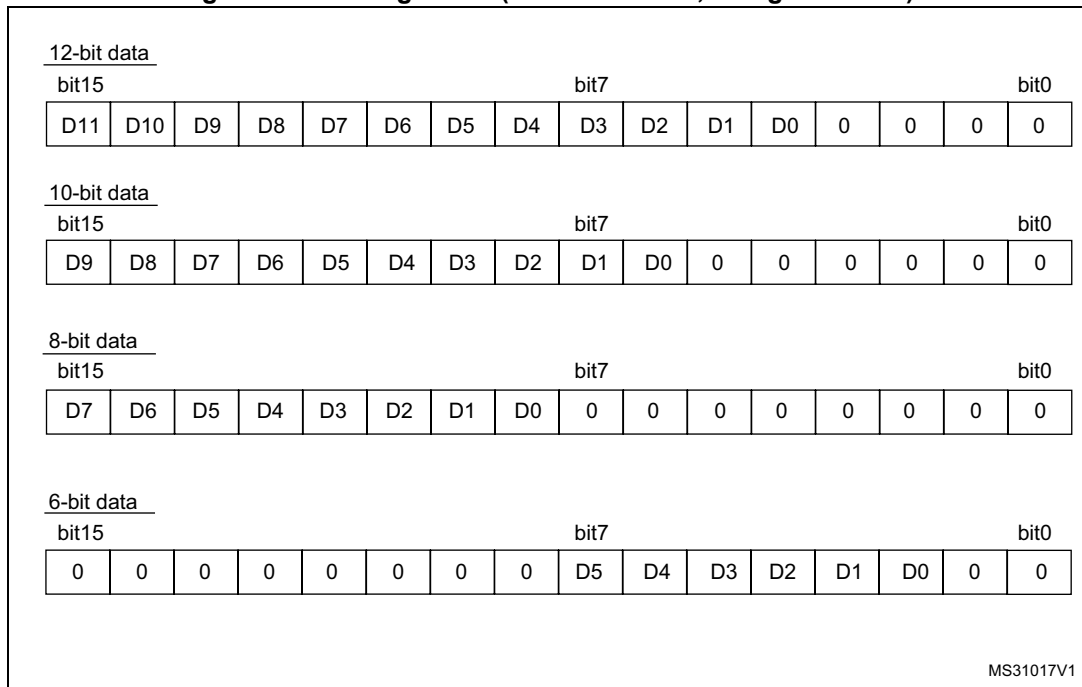 12-bit data
bit15 bit7 bit0
D11 D10 D9 D8 D7 D6 D5 D4 D3 D2 D1 D0 0 0 0 0
10-bit data
bit15 bit7 bit0
D9 D8 D7 D6 D5 D4 D3 D2 D1 D0 0 0 0 0 0 0
8-bit data
bit15 bit7 bit0
D7 D6 D5 D4 D3 D2 D1 D0 0 0 0 0 0 0 0 0
6-bit data
bit15 bit7 bit0
0 0 0 0 0 0 0 0 D5 D4 D3 D2 D1 D0 0 0
MS31017V1